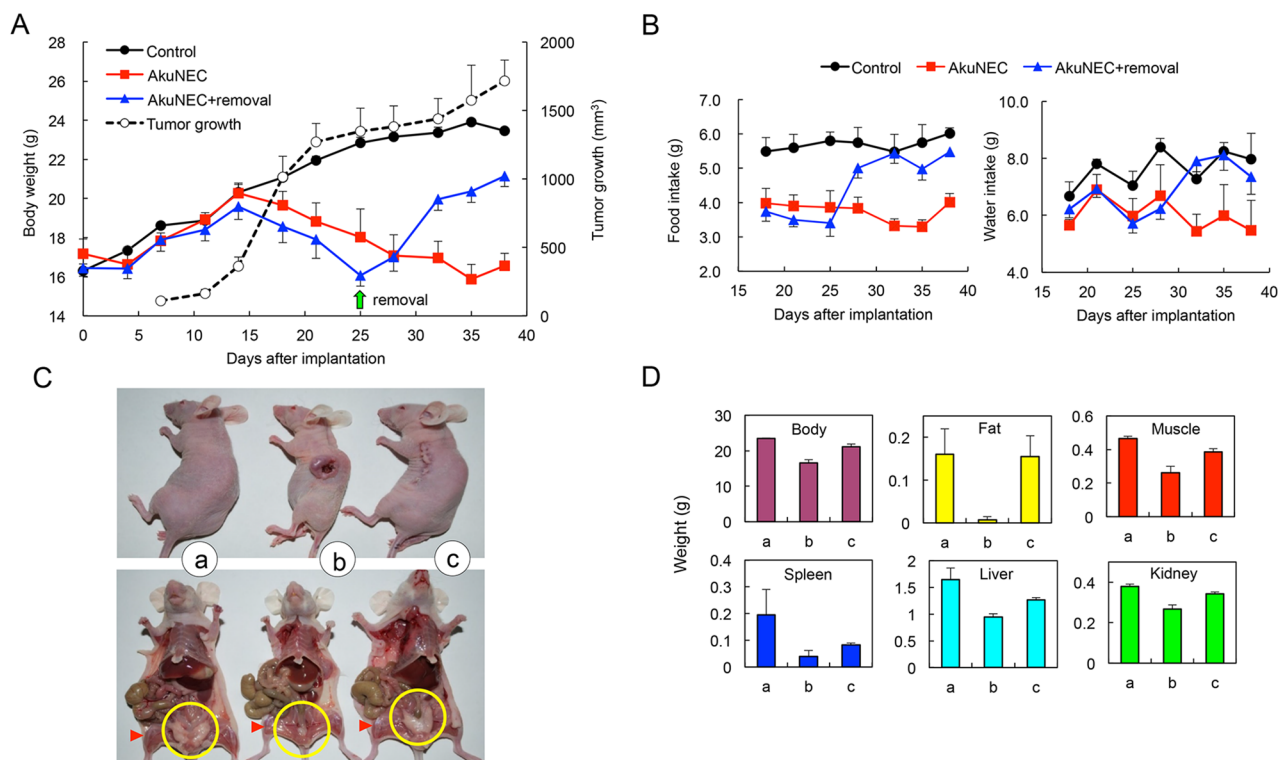 A
Body weight (g)
28
26
24
22
20
18
16
14
Control
AkuNEC
AkuNEC+removal
Tumor growth
removal
2000
1500
1000
500
0
Tumor growth (mm³)
0 5 10 15 20 25 30 35 40
Days after implantation
B
Control AkuNEC AkuNEC+removal
Food intake (g)
7.0
6.0
5.0
4.0
3.0
2.0
15 20 25 30 35 40
Days after implantation
Water intake (g)
10.0
8.0
6.0
4.0
15 20 25 30 35 40
Days after implantation
C
a b c
D
Weight (g)
Body
30
20
10
0
a b c
Fat
0.2
0.1
0
a b c
Muscle
0.6
0.4
0.2
0
a b c
Spleen
0.4
0.3
0.2
0.1
0
a b c
Liver
2
1.5
1
0.5
0
a b c
Kidney
0.4
0.2
0
a b c